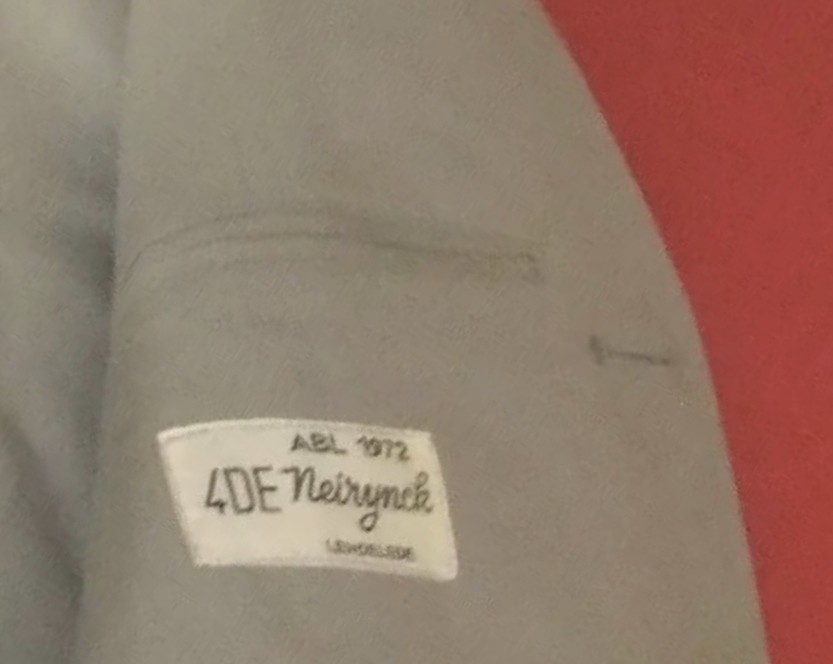 ABL 1972
4DE Neirynck
LENDELEDE